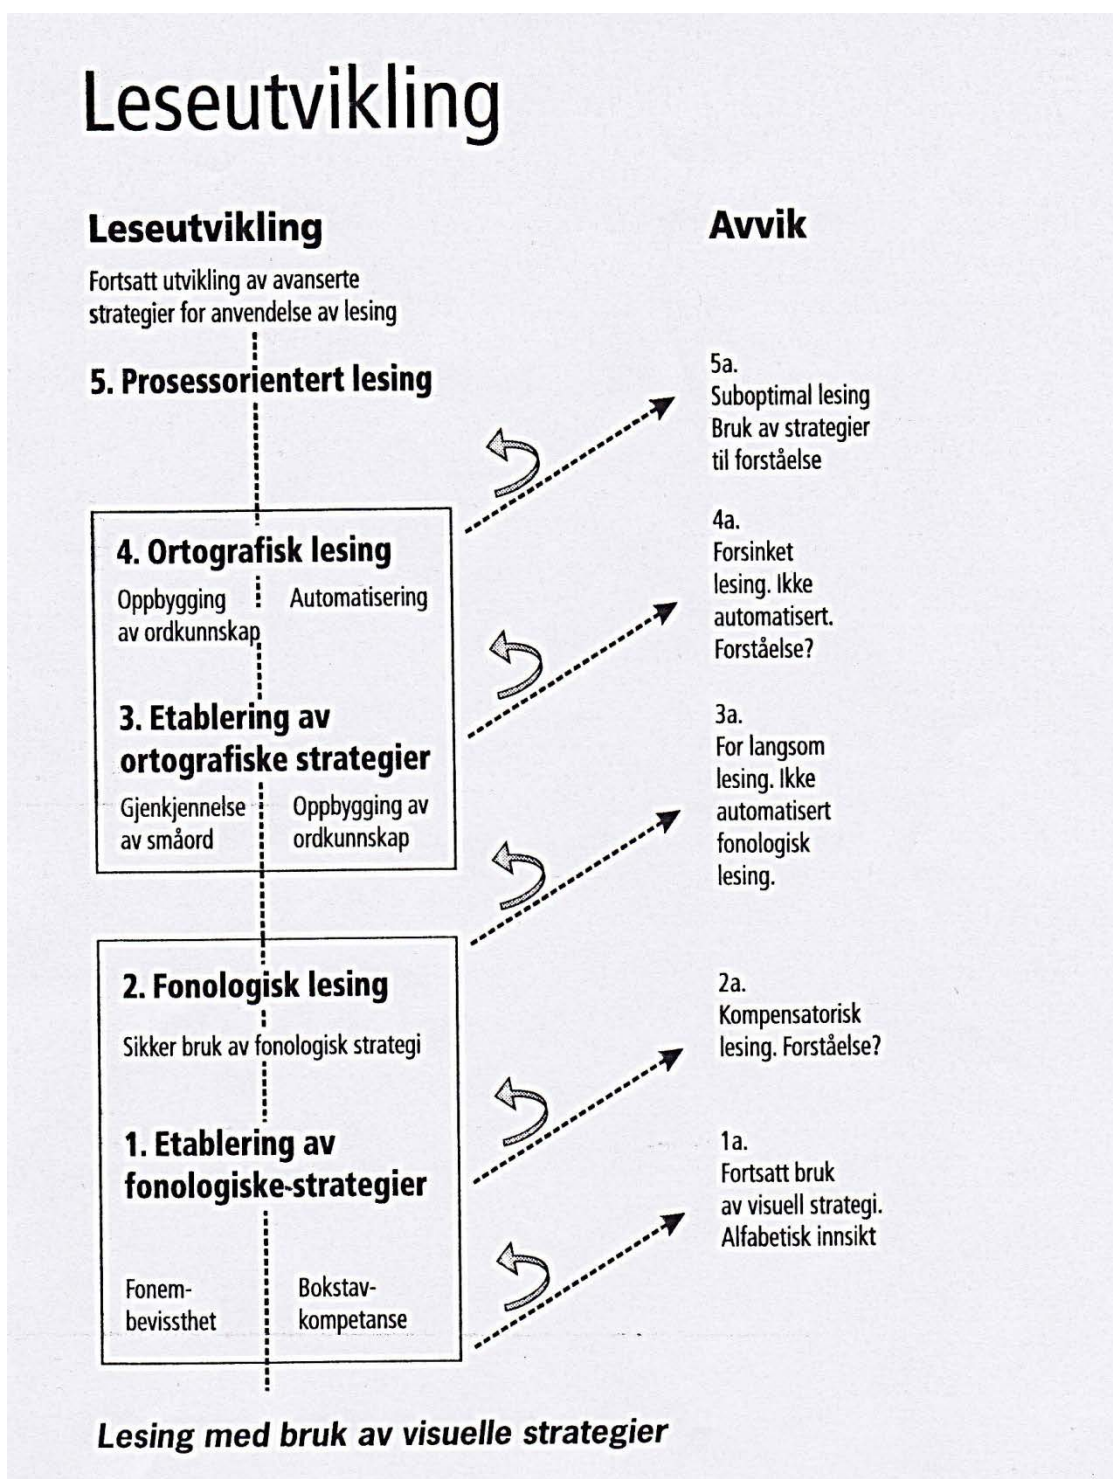 Leseutvikling
Leseutvikling
Fortsatt utvikling av avanserte
strategier for anvendelse av lesing
5. Prosessorientert lesing
4. Ortografisk lesing
Oppbygging
av ordkunnskap
Automatisering
3. Etablering av
ortografiske strategier
Gjenkjennelse
av småord
Oppbygging av
ordkunnskap
2. Fonologisk lesing
Sikker bruk av fonologisk strategi
1. Etablering av
fonologiske-strategier
Fonem-
bevissthet
Bokstav-
kompetanse
Lesing med bruk av visuelle strategier
Avvik
5a.
Suboptimal lesing
Bruk av strategier
til forståelse
4a.
Forsinket
lesing. Ikke
automatisert.
Forståelse?
3a.
For langsom
lesing. Ikke
automatisert
fonologisk
lesing.
2a.
Kompensatorisk
lesing. Forståelse?
1a.
Fortsatt bruk
av visuell strategi.
Alfabetisk innsikt